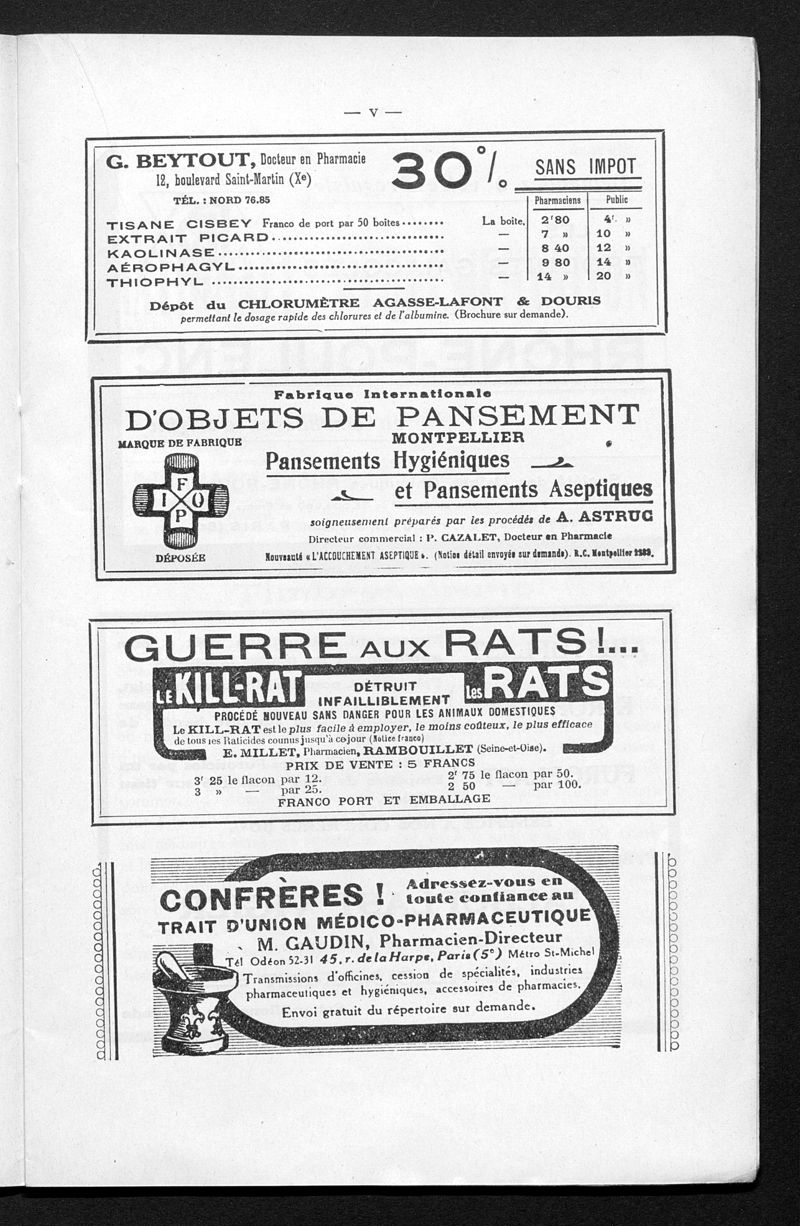 — V —
G. BEYTOUT, Docteur en Pharmacie
12, boulevard Saint-Martin (Xe)
TÉL. : NORD 76.85
30 % SANS IMPOT
Pharmaciens Public
TISANE CISBEY Franco de port par 50 boîtes ........ La boite, 2f 80 4f. »
EXTRAIT PICARD ........ — 7 » 10 »
KAOLINASE ........ — 8 40 12 »
AÉROPHAGYL ........ — 9 80 14 »
THIOPHYL ........ — 14 » 20 »
Dépôt du CHLORUMÈTRE AGASSE-LAFONT & DOURIS
permettant le dosage rapide des chlorures et de l'albumine. (Brochure sur demande).
Fabrique Internationale
D'OBJETS DE PANSEMENT
MONTPELLIER
MARQUE DE FABRIQUE
F
I O
P
DÉPOSÉE
Pansements Hygiéniques
et Pansements Aseptiques
soigneusement préparés par les procédés de A. ASTRUC
Directeur commercial : P. CAZALET, Docteur en Pharmacie
Nouveauté « L'ACCOUCHEMENT ASEPTIQUE ». (Notice détail envoyée sur demande). R.C. Montpellier
GUERRE AUX RATS !...
LE KILL-RAT DÉTRUIT INFAILLIBLEMENT les RATS
PROCÉDÉ NOUVEAU SANS DANGER POUR LES ANIMAUX DOMESTIQUES
Le KILL-RAT est le plus facile à employer, le moins coûteux, le plus efficace
de tous les Raticides connus jusqu'à ce jour (Notice franco)
E. MILLET, Pharmacien, RAMBOUILLET (Seine-et-Oise).
PRIX DE VENTE : 5 FRANCS
3f 25 le flacon par 12. 2f 75 le flacon par 50.
3 » — par 25. 2 50 — par 100.
FRANCO PORT ET EMBALLAGE
CONFRÈRES ! Adressez-vous en
toute confiance au
TRAIT D'UNION MÉDICO-PHARMACEUTIQUE
M. GAUDIN, Pharmacien-Directeur
Tél Odéon 52-31 45, r. de la Harpe, Paris (5e) Métro St-Michel
Transmissions d'officines, cession de spécialités, industries
pharmaceutiques et hygiéniques, accessoires de pharmacies.
Envoi gratuit du répertoire sur demande.